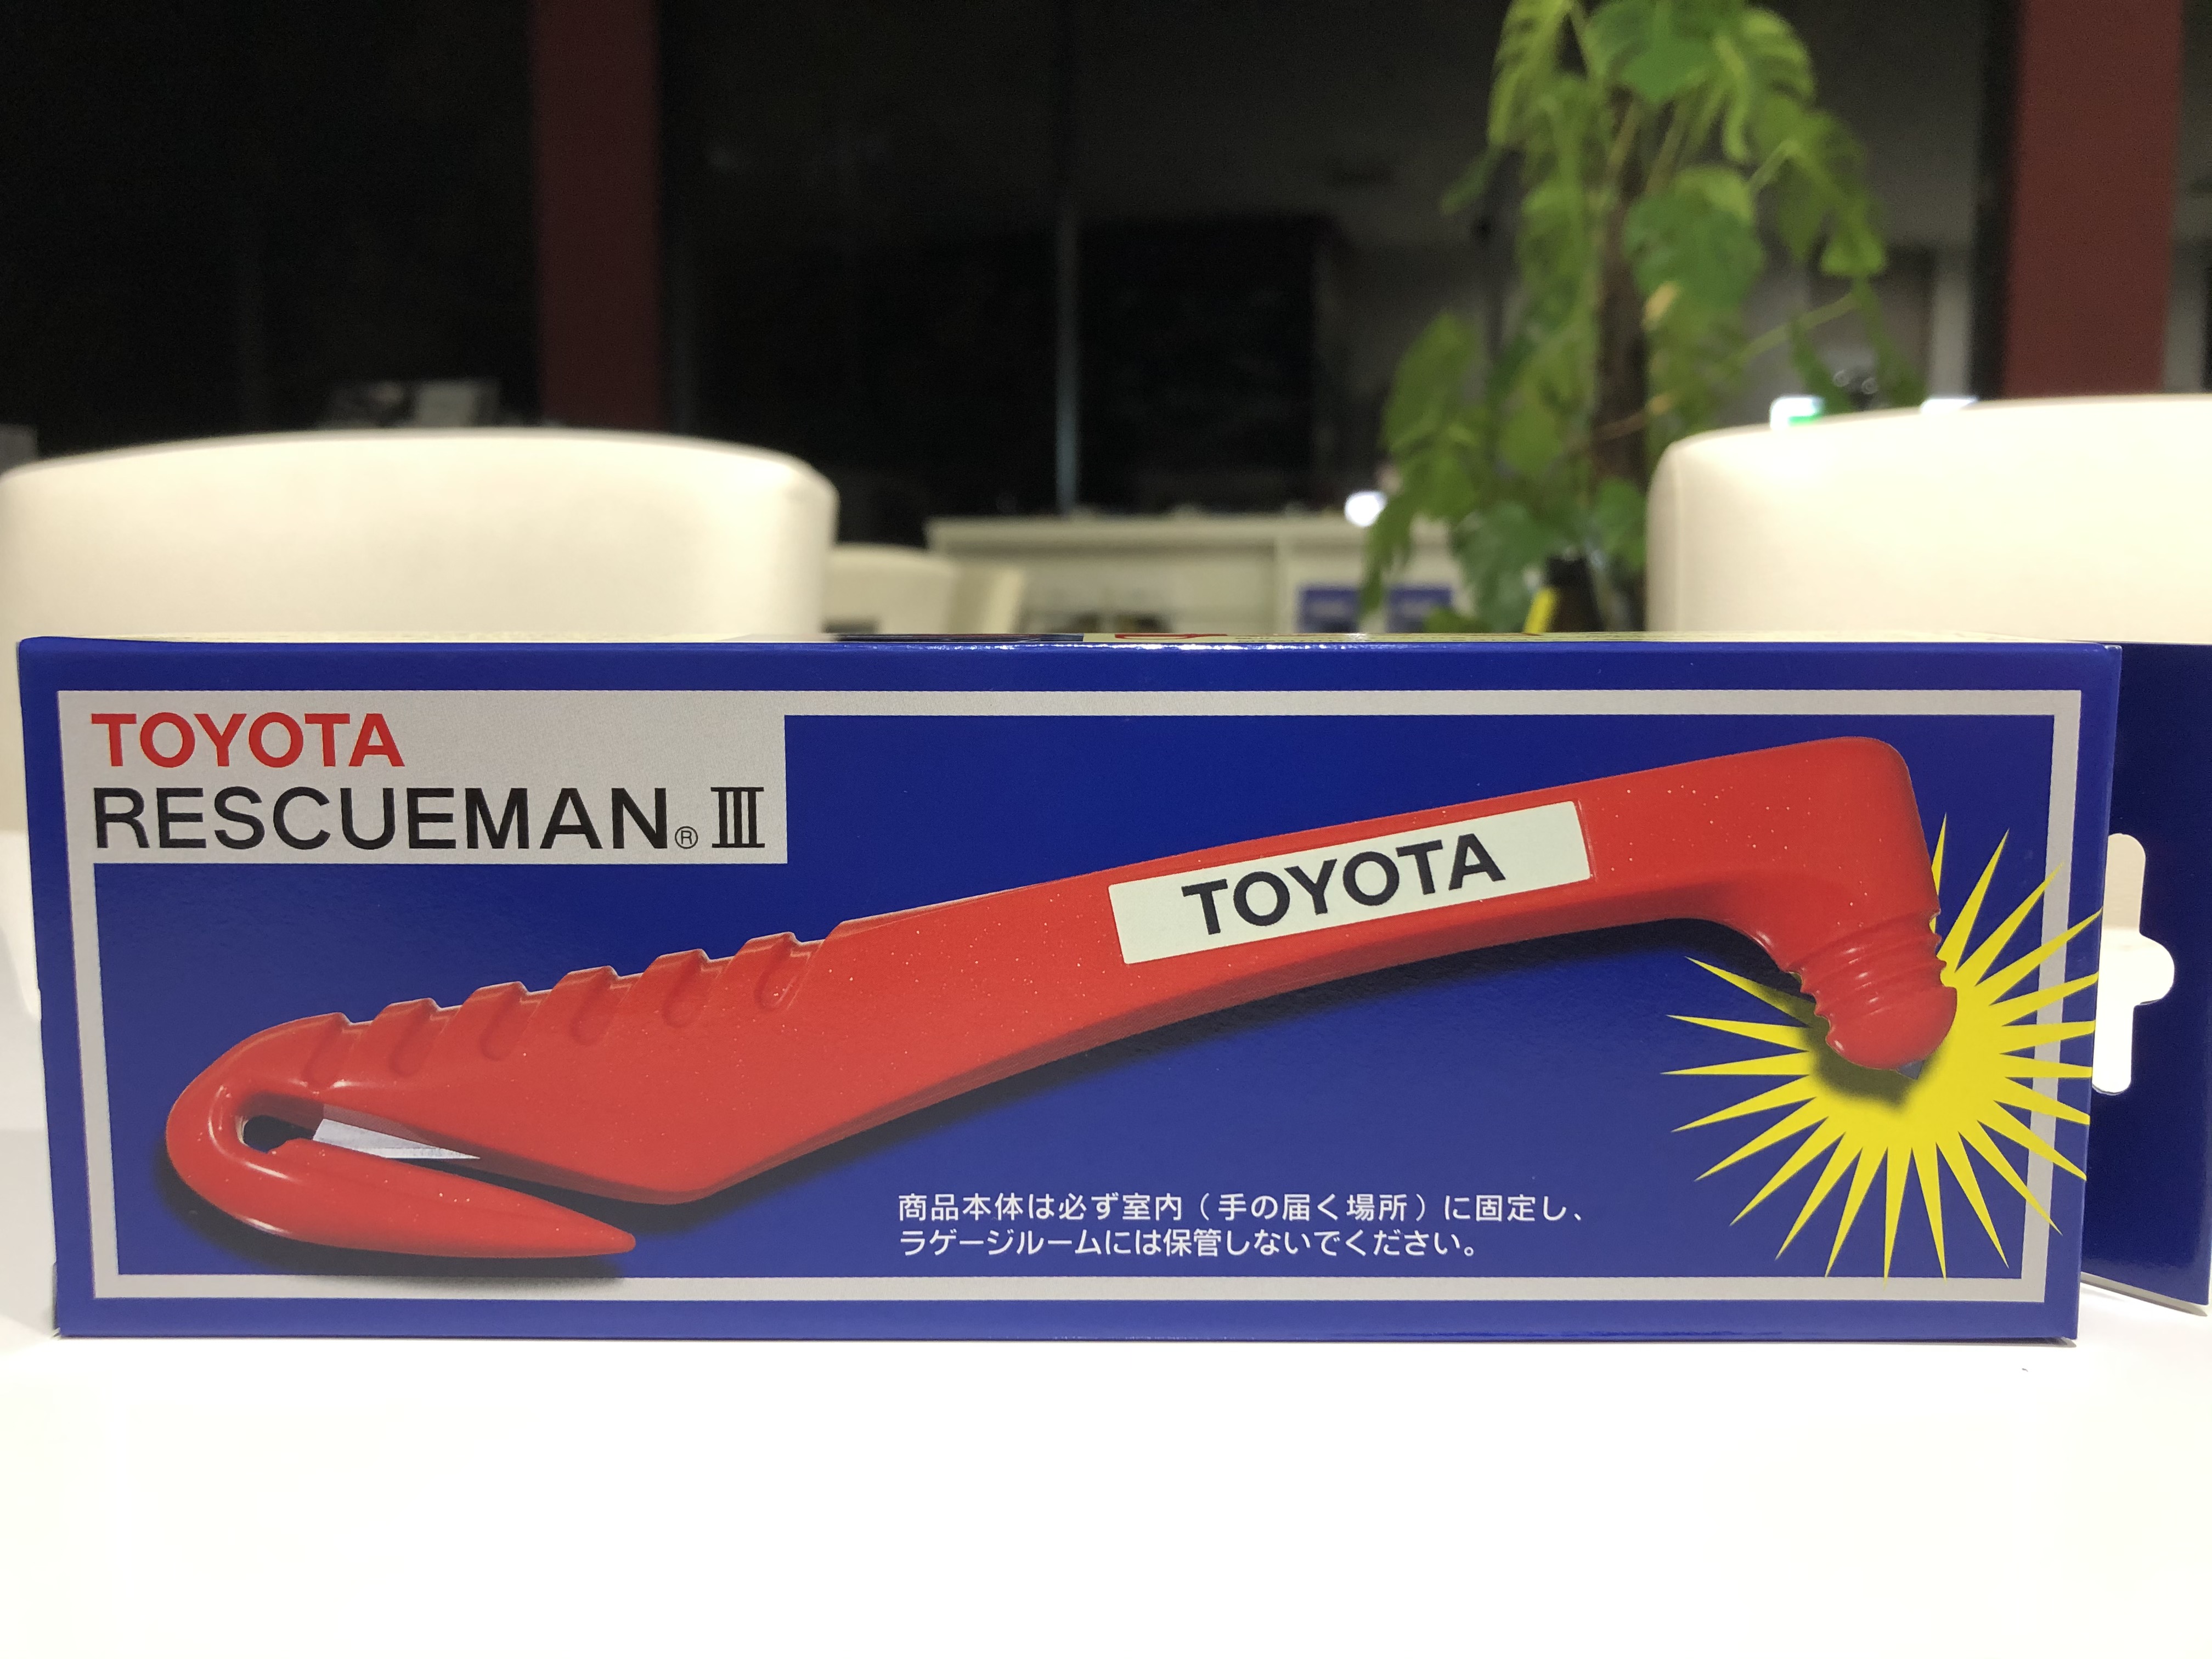 TOYOTA
RESCUEMAN® III
TOYOTA
商品本体は必ず室内（手の届く場所）に固定し、
ラゲージルームには保管しないでください。